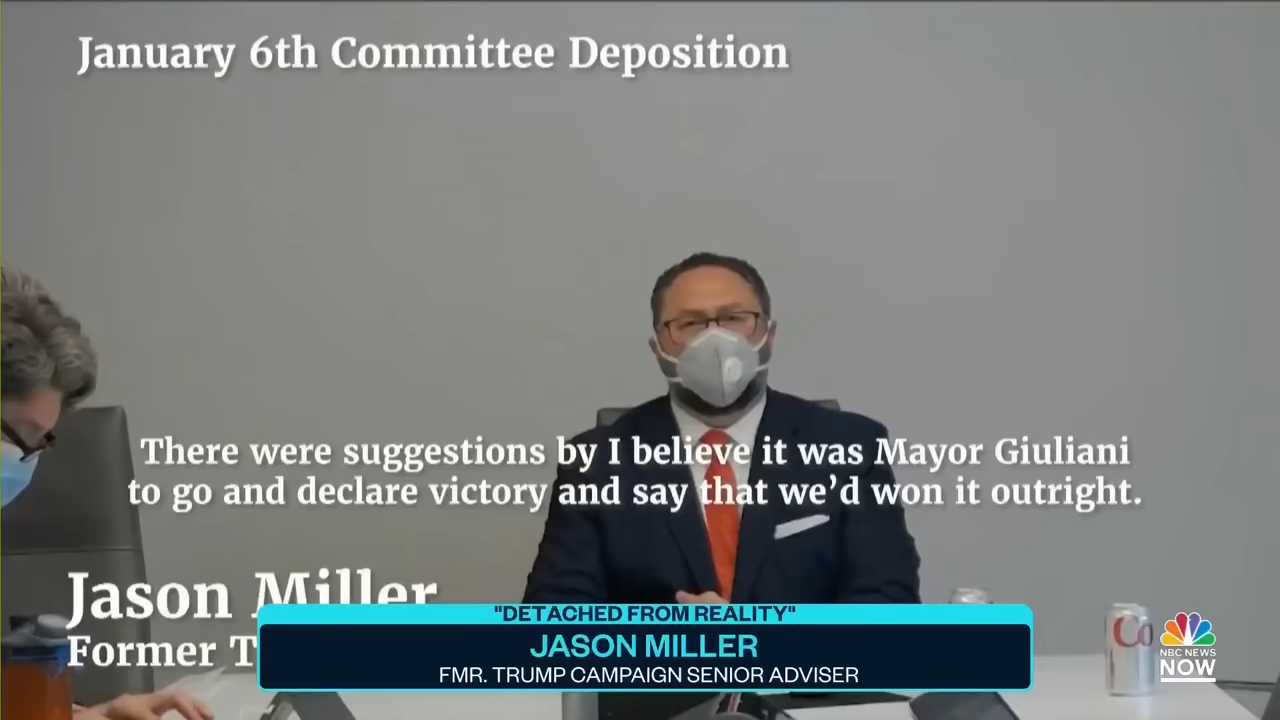 January 6th Committee Deposition
There were suggestions by I believe it was Mayor Giuliani
to go and declare victory and say that we’d won it outright.
Jason Miller
Former T
"DETACHED FROM REALITY"
JASON MILLER
FMR. TRUMP CAMPAIGN SENIOR ADVISER
Co
NBC NEWS
NOW